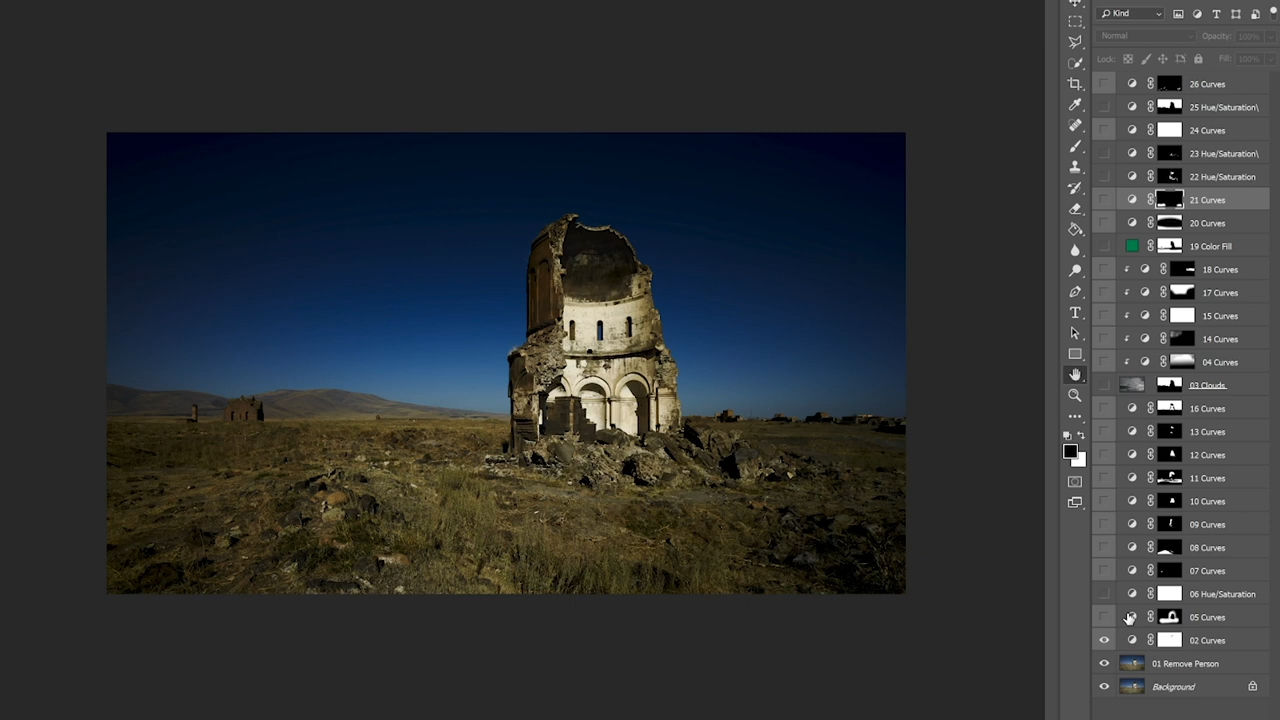 Kind
Normal Opacity: 100%
Lock: Fill: 100%
26 Curves
25 Hue/Saturation\
24 Curves
23 Hue/Saturation\
22 Hue/Saturation
21 Curves
20 Curves
19 Color Fill
18 Curves
17 Curves
15 Curves
14 Curves
04 Curves
03 Clouds
16 Curves
13 Curves
12 Curves
11 Curves
10 Curves
09 Curves
08 Curves
07 Curves
06 Hue/Saturation
05 Curves
02 Curves
01 Remove Person
Background